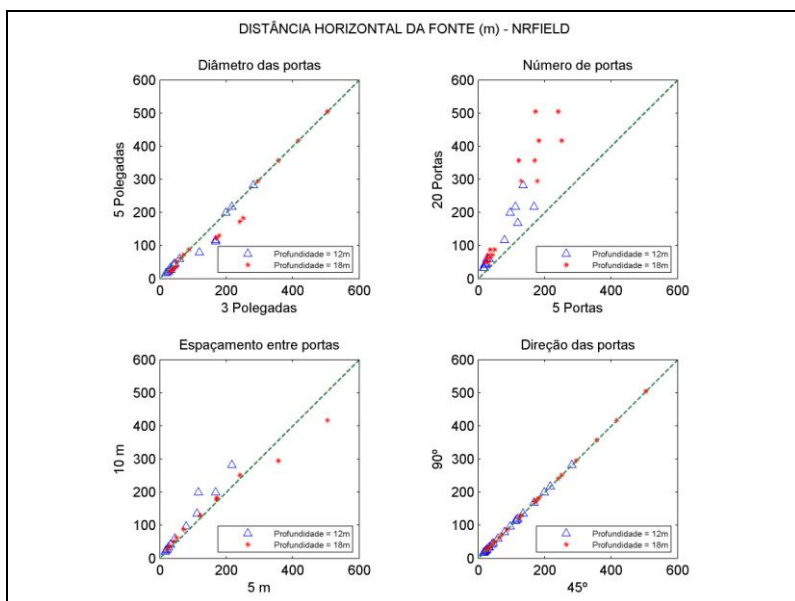 DISTÂNCIA HORIZONTAL DA FONTE (m) - NRFIELD
Diâmetro das portas
600
500
400
300
200
100
0
0 200 400 600
5 Polegadas
3 Polegadas
Profundidade = 12m
Profundidade = 18m
Número de portas
600
500
400
300
200
100
0
0 200 400 600
20 Portas
5 Portas
Profundidade = 12m
Profundidade = 18m
Espaçamento entre portas
600
500
400
300
200
100
0
0 200 400 600
10 m
5 m
Profundidade = 12m
Profundidade = 18m
Direção das portas
600
500
400
300
200
100
0
0 200 400 600
90º
45º
Profundidade = 12m
Profundidade = 18m